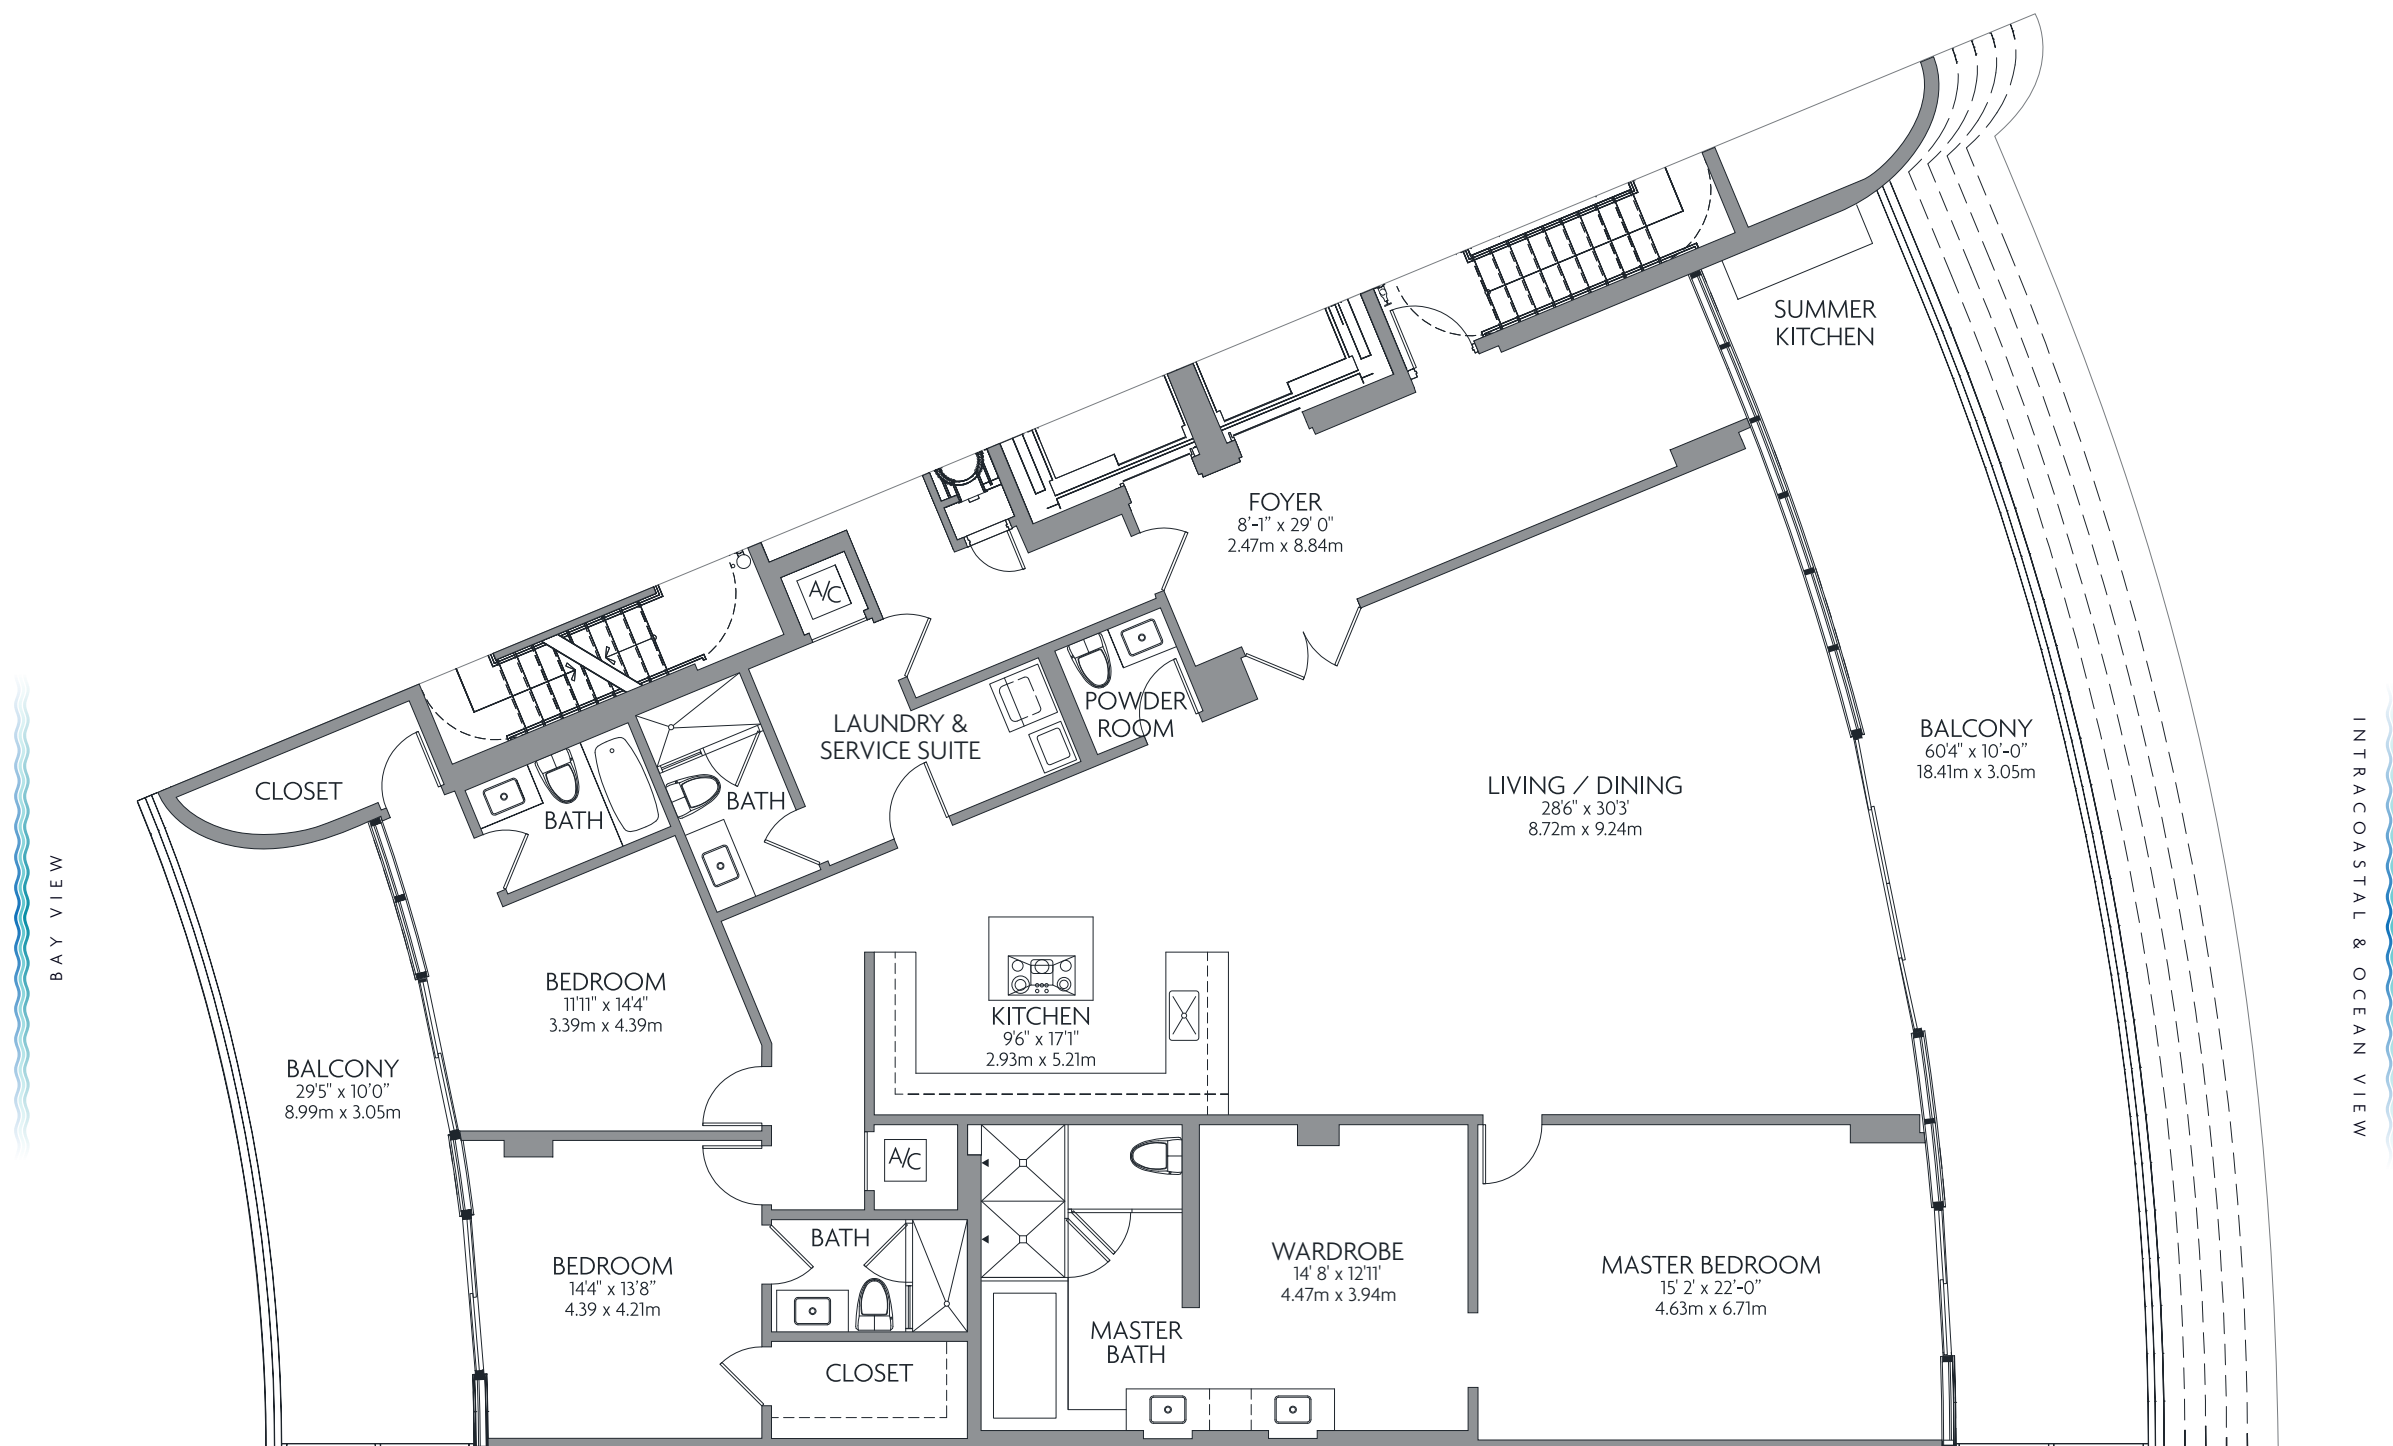 SUMMER
KITCHEN
FOYER
8'-1" x 29' 0"
2.47m x 8.84m
A/C
POWDER
ROOM
LAUNDRY &
SERVICE SUITE
BALCONY
60'4" x 10'-0"
18.41m x 3.05m
CLOSET
BATH
BATH
LIVING / DINING
28'6" x 30'3'
8.72m x 9.24m
BAY VIEW
INTRACOASTAL & OCEAN VIEW
BEDROOM
11'11" x 14'4"
3.39m x 4.39m
KITCHEN
9'6" x 17'1"
2.93m x 5.21m
BALCONY
29'5" x 10'0"
8.99m x 3.05m
A/C
BATH
BEDROOM
14'4" x 13'8"
4.39 x 4.21m
WARDROBE
14' 8' x 12'11'
4.47m x 3.94m
MASTER BEDROOM
15' 2' x 22'-0"
4.63m x 6.71m
MASTER
BATH
CLOSET